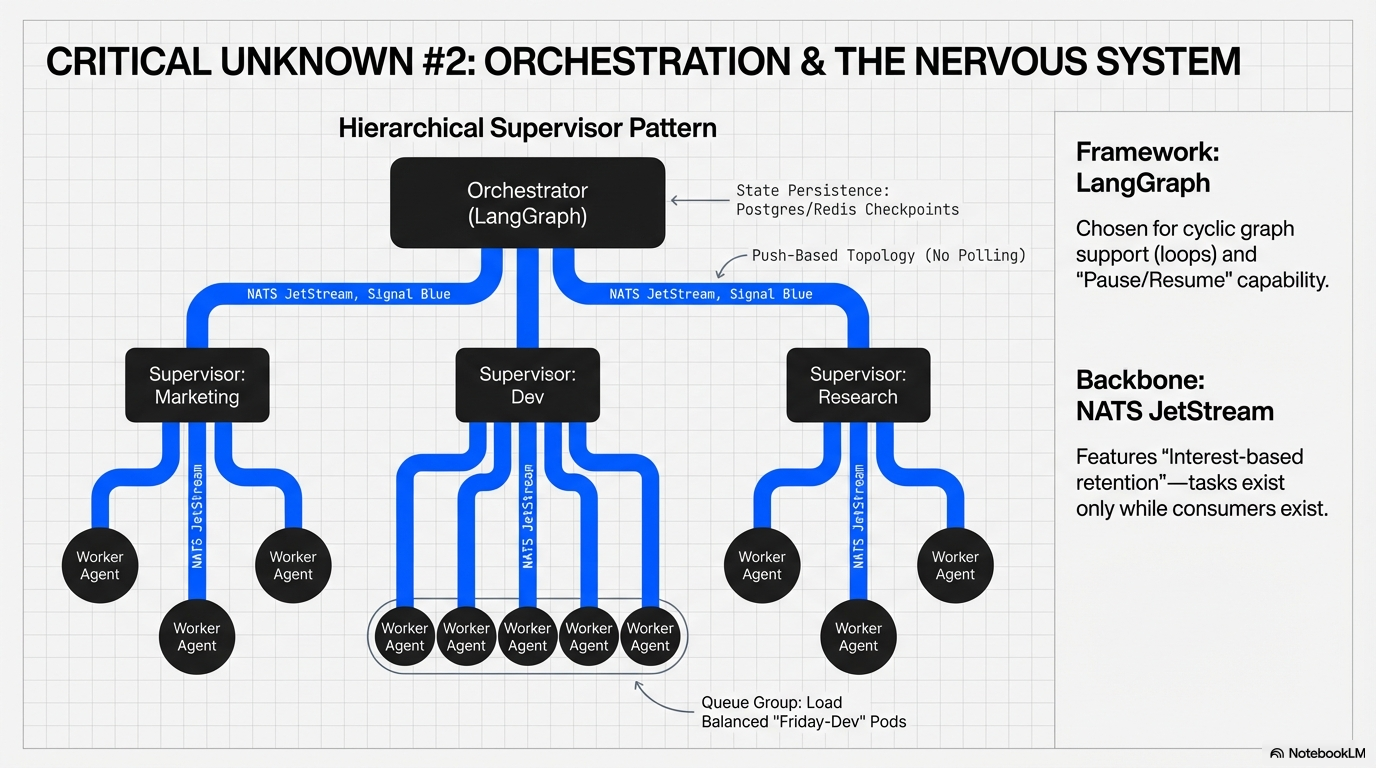 CRITICAL UNKNOWN #2: ORCHESTRATION & THE NERVOUS SYSTEM
Hierarchical Supervisor Pattern
Orchestrator
(LangGraph)
State Persistence:
Postgres/Redis Checkpoints
Push-Based Topology (No Polling)
NATS JetStream, Signal Blue
NATS JetStream, Signal Blue
Supervisor:
Marketing
Supervisor:
Dev
Supervisor:
Research
NATS JetStream
NATS JetStream
NATS JetStream
Worker
Agent
Worker
Agent
Worker
Agent
Worker
Agent
Worker
Agent
Worker
Agent
Worker
Agent
Worker
Agent
Worker
Agent
Worker
Agent
Worker
Agent
Queue Group: Load
Balanced "Friday-Dev" Pods
Framework:
LangGraph
Chosen for cyclic graph
support (loops) and
“Pause/Resume” capability.
Backbone:
NATS JetStream
Features “Interest-based
retention”—tasks exist
only while consumers exist.
NotebookLM